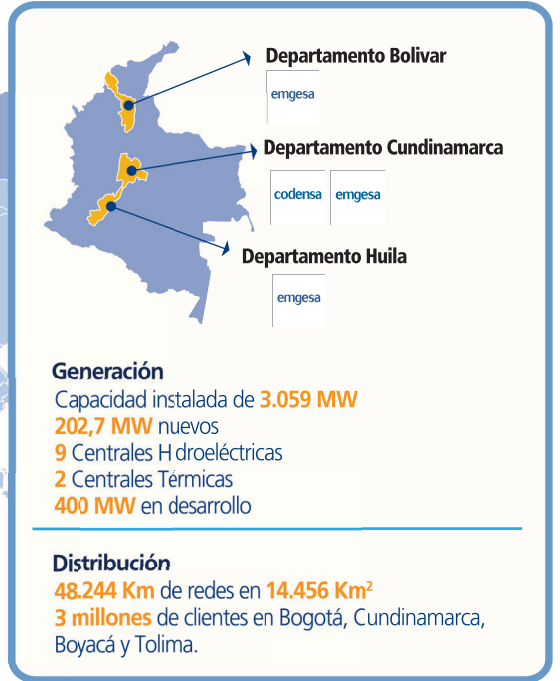 Departamento Bolivar
emgesa
Departamento Cundinamarca
codensa emgesa
Departamento Huila
emgesa
Generación
Capacidad instalada de 3.059 MW
202,7 MW nuevos
9 Centrales Hidroeléctricas
2 Centrales Térmicas
400 MW en desarrollo
Distribución
48.244 Km de redes en 14.456 Km²
3 millones de clientes en Bogotá, Cundinamarca,
Boyacá y Tolima.